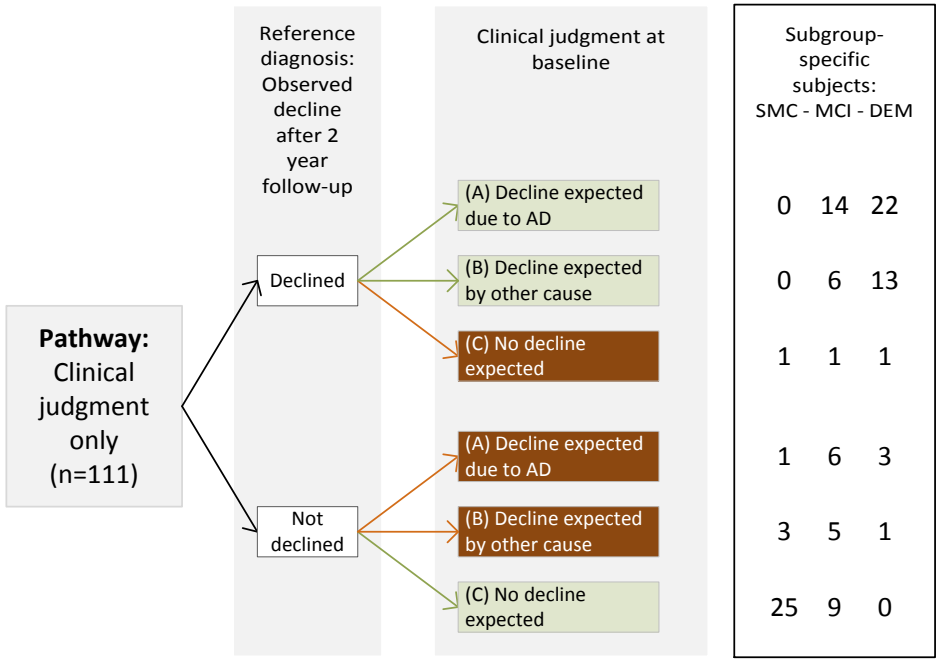 Reference
diagnosis:
Observed
decline
after 2
year
follow-up
Clinical judgment at
baseline
Subgroup-
specific
subjects:
SMC - MCI - DEM
Pathway:
Clinical
judgment
only
(n=111)
Declined
(A) Decline expected
due to AD
0 14 22
(B) Decline expected
by other cause
0 6 13
(C) No decline
expected
1 1 1
Not
declined
(A) Decline expected
due to AD
1 6 3
(B) Decline expected
by other cause
3 5 1
(C) No decline
expected
25 9 0